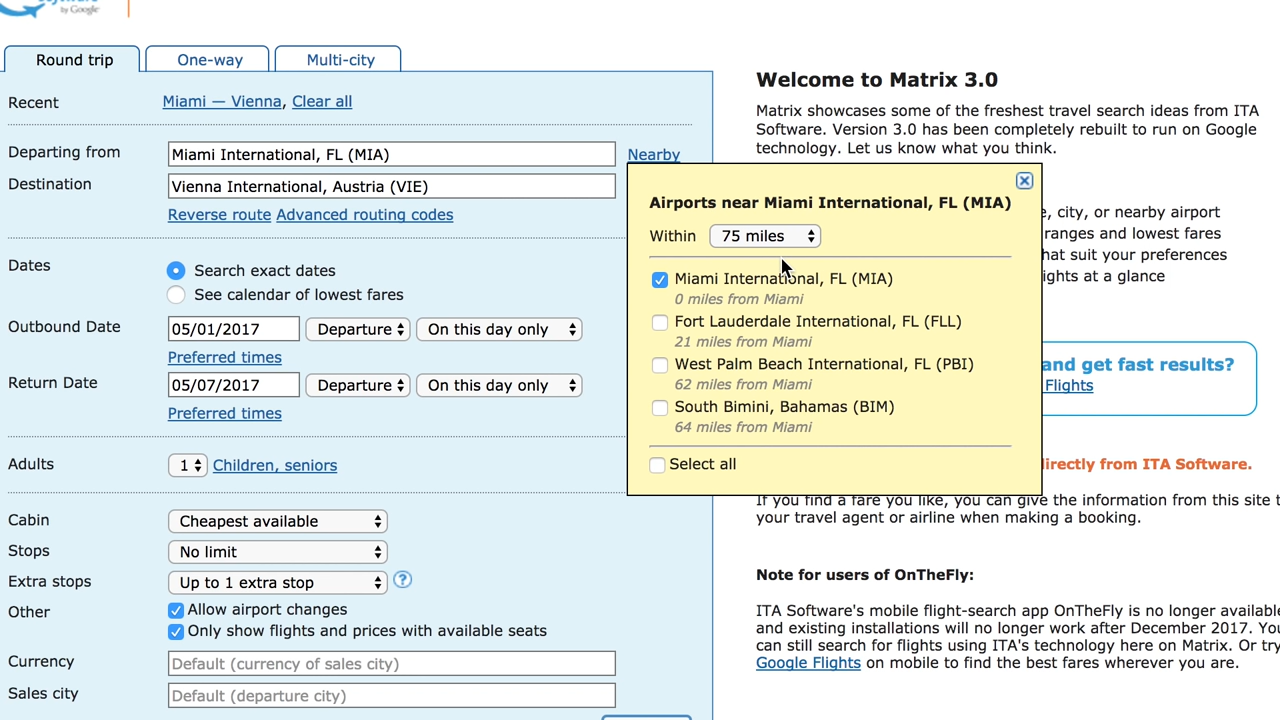 by Google
Round trip
One-way
Multi-city
Recent
Miami — Vienna, Clear all
Departing from
Miami International, FL (MIA)
Nearby
Destination
Vienna International, Austria (VIE)
Reverse route Advanced routing codes
Dates
Search exact dates
See calendar of lowest fares
Outbound Date
05/01/2017
Departure
On this day only
Preferred times
Return Date
05/07/2017
Departure
On this day only
Preferred times
Adults
1
Children, seniors
Cabin
Cheapest available
Stops
No limit
Extra stops
Up to 1 extra stop
?
Other
Allow airport changes
Only show flights and prices with available seats
Currency
Default (currency of sales city)
Sales city
Default (departure city)
Airports near Miami International, FL (MIA)
Within
75 miles
Miami International, FL (MIA)
0 miles from Miami
Fort Lauderdale International, FL (FLL)
21 miles from Miami
West Palm Beach International, FL (PBI)
62 miles from Miami
South Bimini, Bahamas (BIM)
64 miles from Miami
Select all
Welcome to Matrix 3.0
Matrix showcases some of the freshest travel search ideas from ITA
Software. Version 3.0 has been completely rebuilt to run on Google
technology. Let us know what you think.
, city, or nearby airport
ranges and lowest fares
that suit your preferences
at a glance
and get fast results?
Flights
directly from ITA Software.
If you find a fare you like, you can give the information from this site
your travel agent or airline when making a booking.
Note for users of OnTheFly:
ITA Software's mobile flight-search app OnTheFly is no longer available
and existing installations will no longer work after December 2017.
can still search for flights using ITA's technology here on Matrix. Or try
Google Flights on mobile to find the best fares wherever you are.